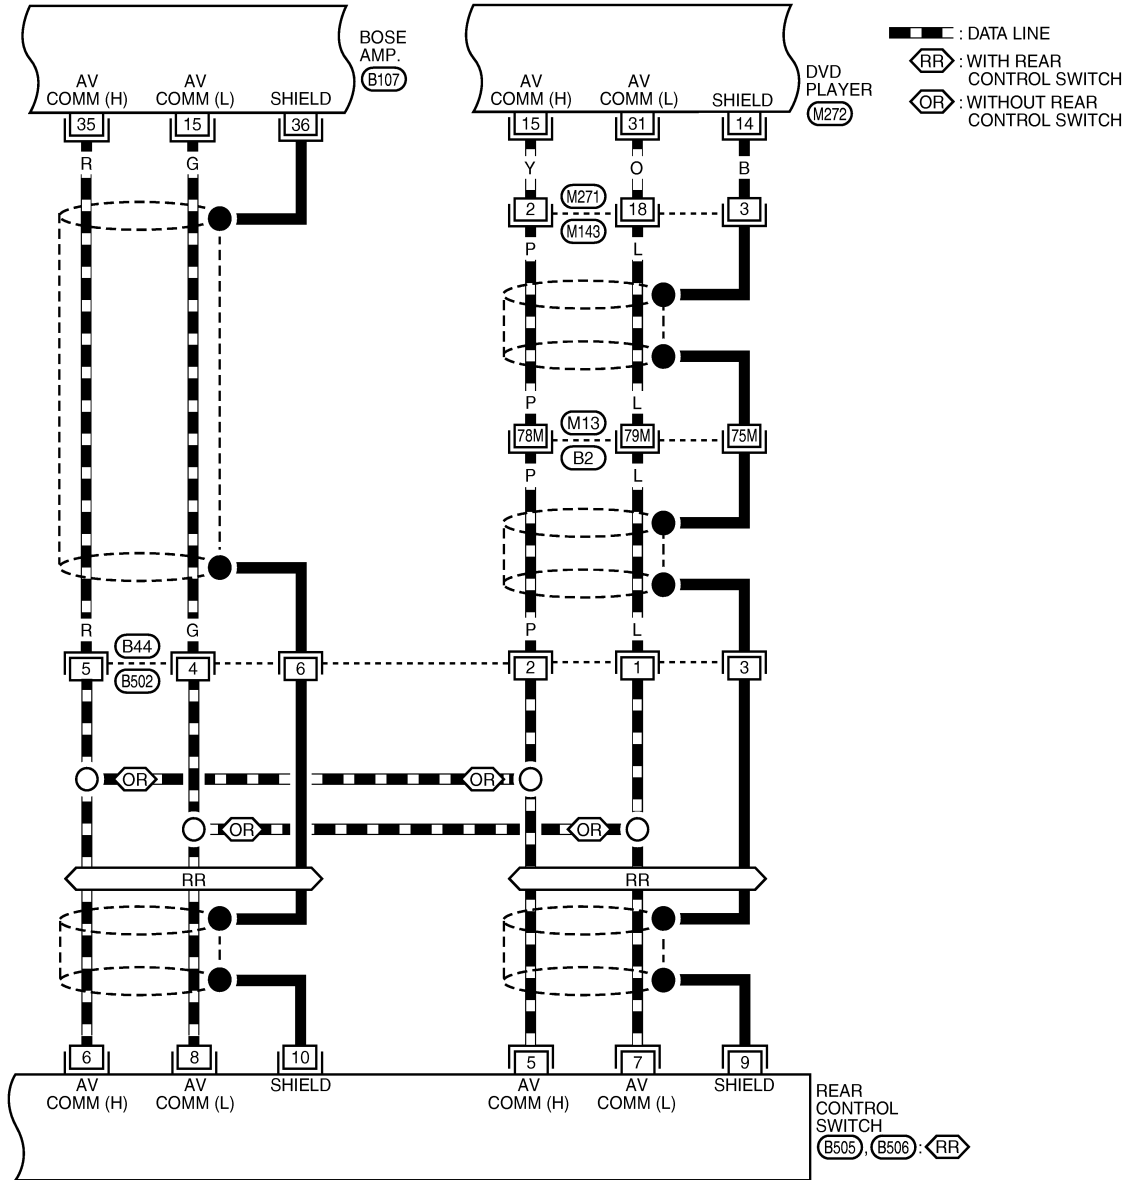 BOSE
AMP.
B107
DVD
PLAYER
M272
: DATA LINE
RR : WITH REAR
CONTROL SWITCH
OR : WITHOUT REAR
CONTROL SWITCH
AV
COMM (H)
AV
COMM (L)
SHIELD
AV
COMM (H)
AV
COMM (L)
SHIELD
35 15 36 15 31 14
R G Y O B
M271
2 18 3
M143
P L
P L
M13
78M 79M 75M
B2
P L
R G P L
B44
5 4 6 2 1 3
B502
OR OR
OR OR
RR RR
6 8 10 5 7 9
AV
COMM (H)
AV
COMM (L)
SHIELD
AV
COMM (H)
AV
COMM (L)
SHIELD
REAR
CONTROL
SWITCH
B505 , B506 : RR